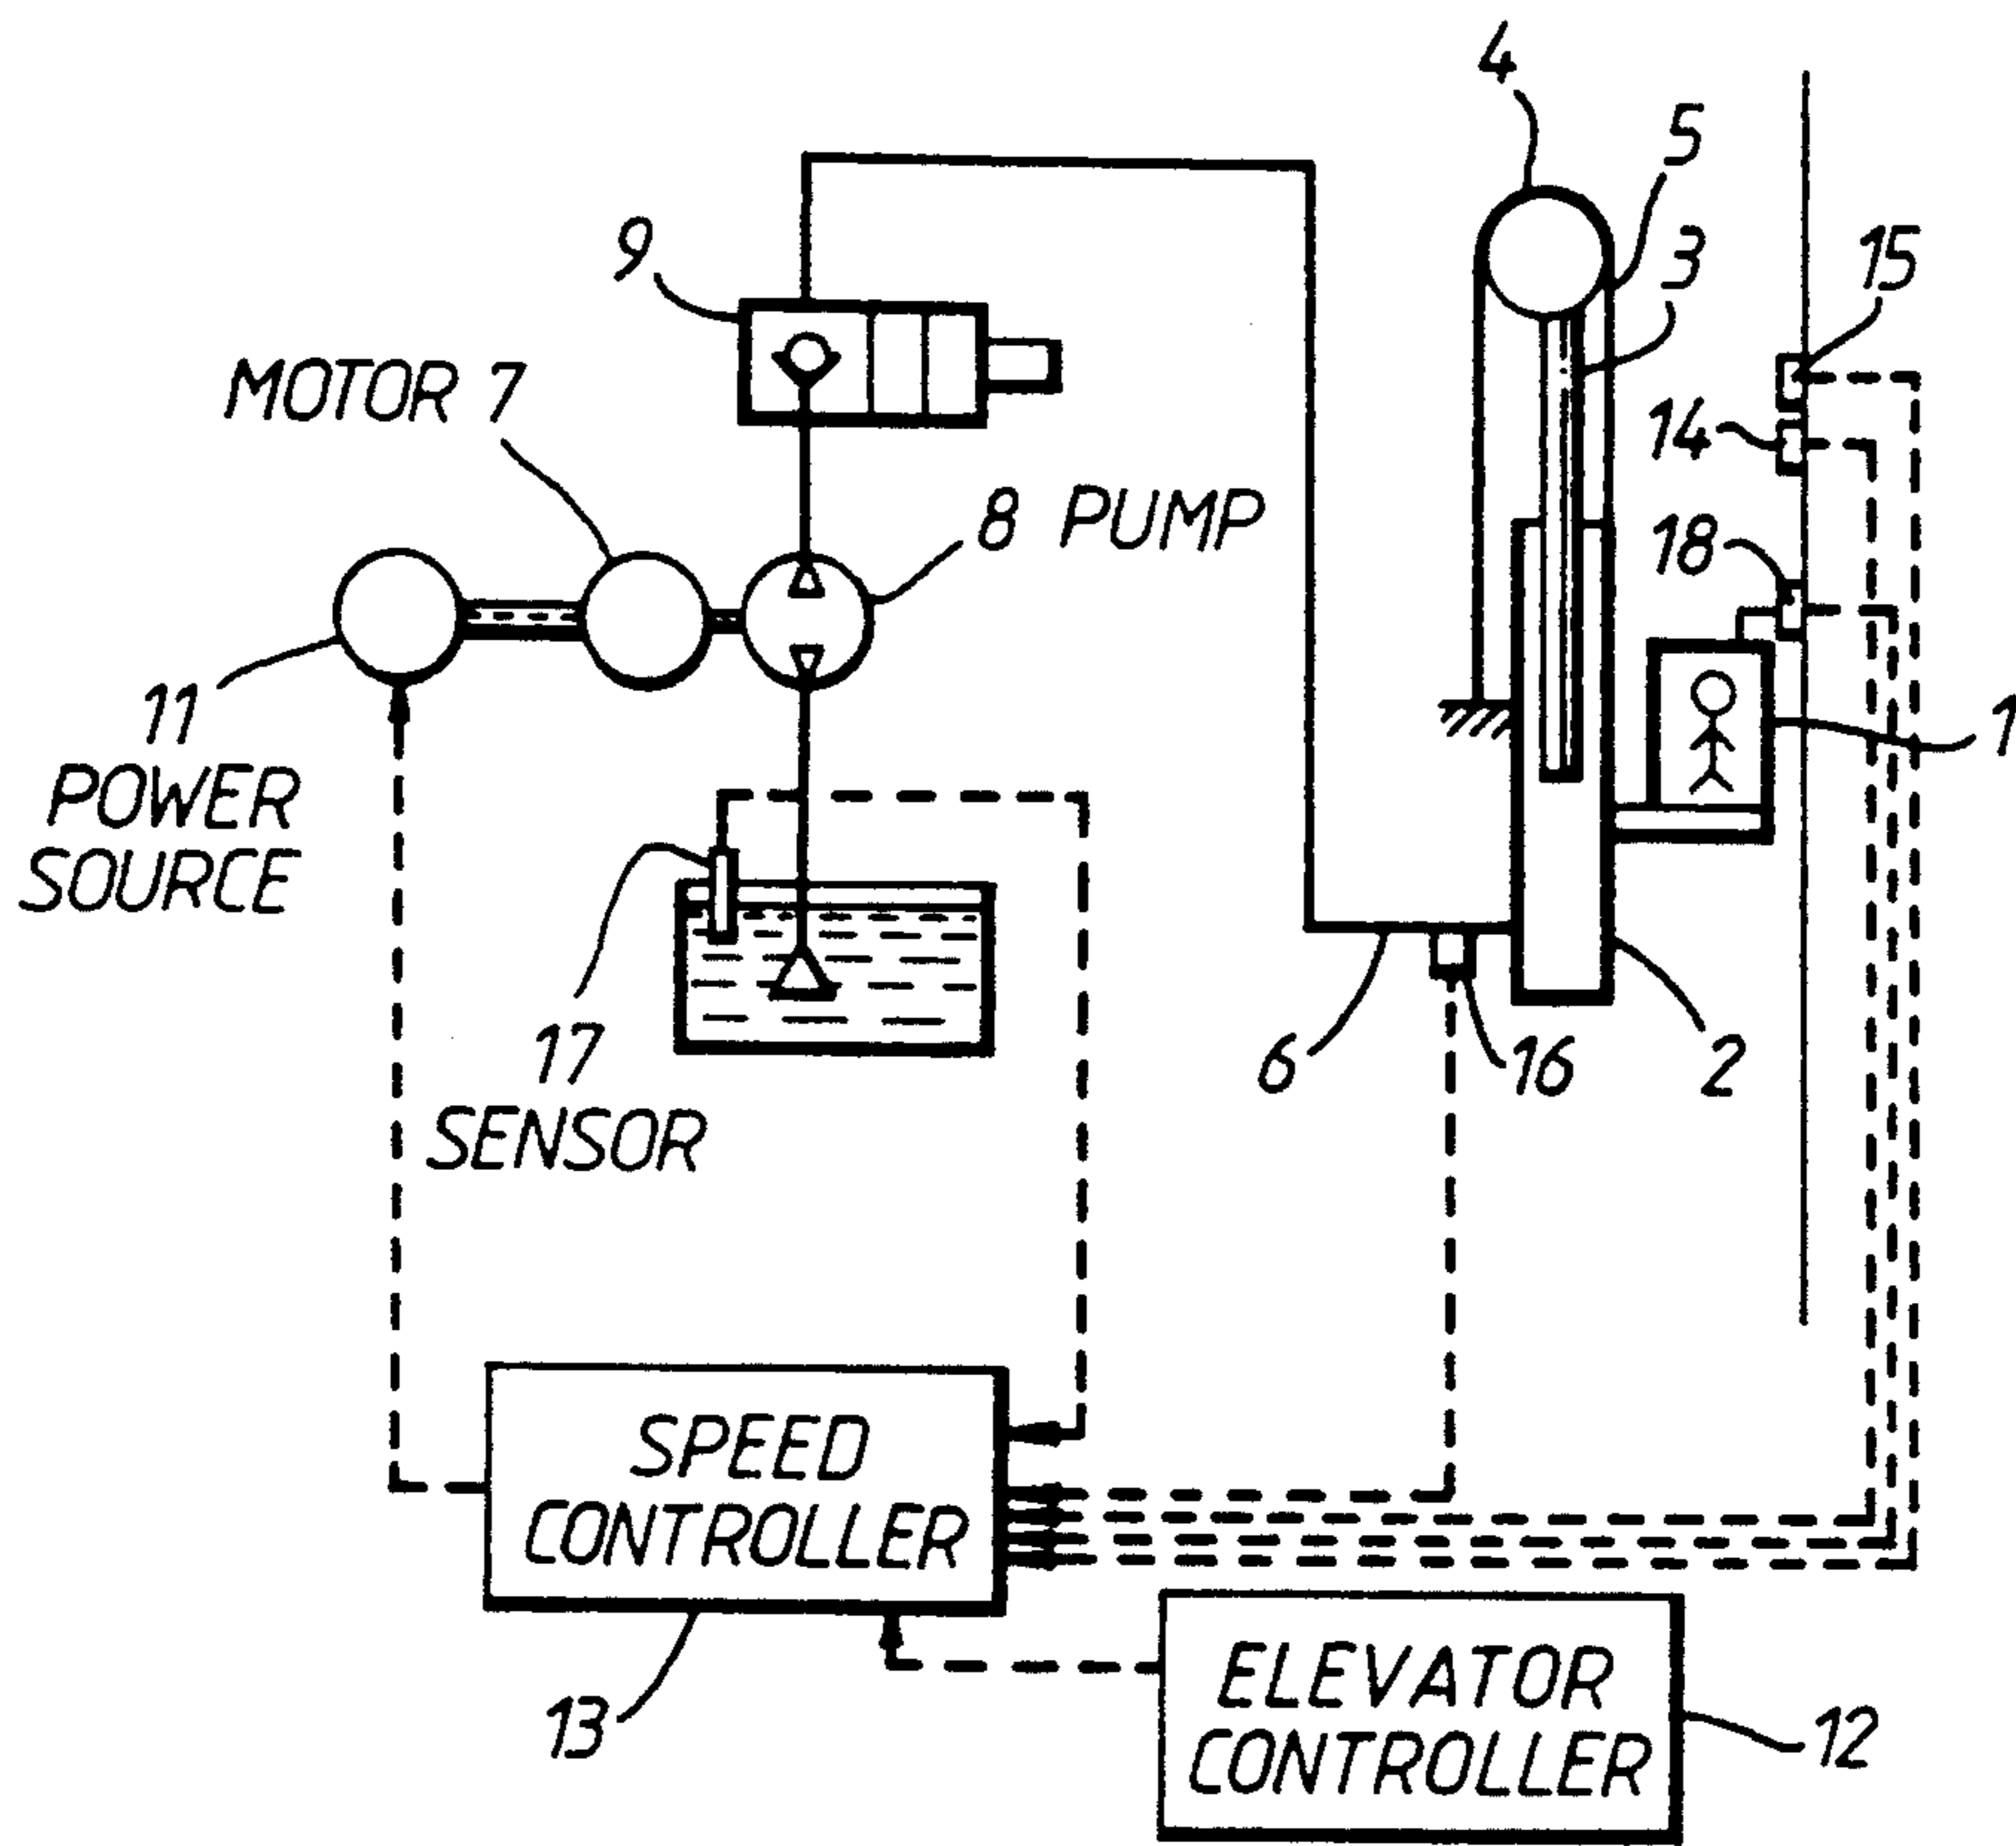 4
5
3
15
9
MOTOR 7
14
8 PUMP
18
11
POWER
SOURCE
1
17
SENSOR
6
16
2
SPEED
CONTROLLER
13
ELEVATOR
CONTROLLER
12